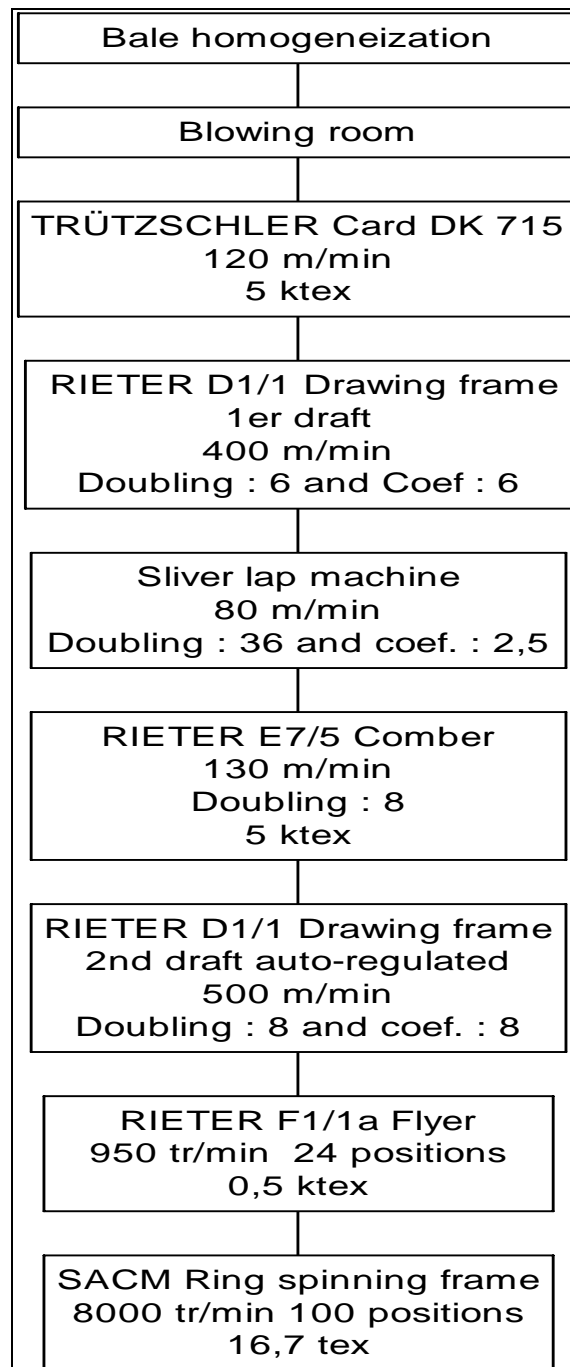 Bale homogeneization
Blowing room
TRÜTZSCHLER Card DK 715
120 m/min
5 ktex
RIETER D1/1 Drawing frame
1er draft
400 m/min
Doubling : 6 and Coef : 6
Sliver lap machine
80 m/min
Doubling : 36 and coef. : 2,5
RIETER E7/5 Comber
130 m/min
Doubling : 8
5 ktex
RIETER D1/1 Drawing frame
2nd draft auto-regulated
500 m/min
Doubling : 8 and coef. : 8
RIETER F1/1a Flyer
950 tr/min 24 positions
0,5 ktex
SACM Ring spinning frame
8000 tr/min 100 positions
16,7 tex